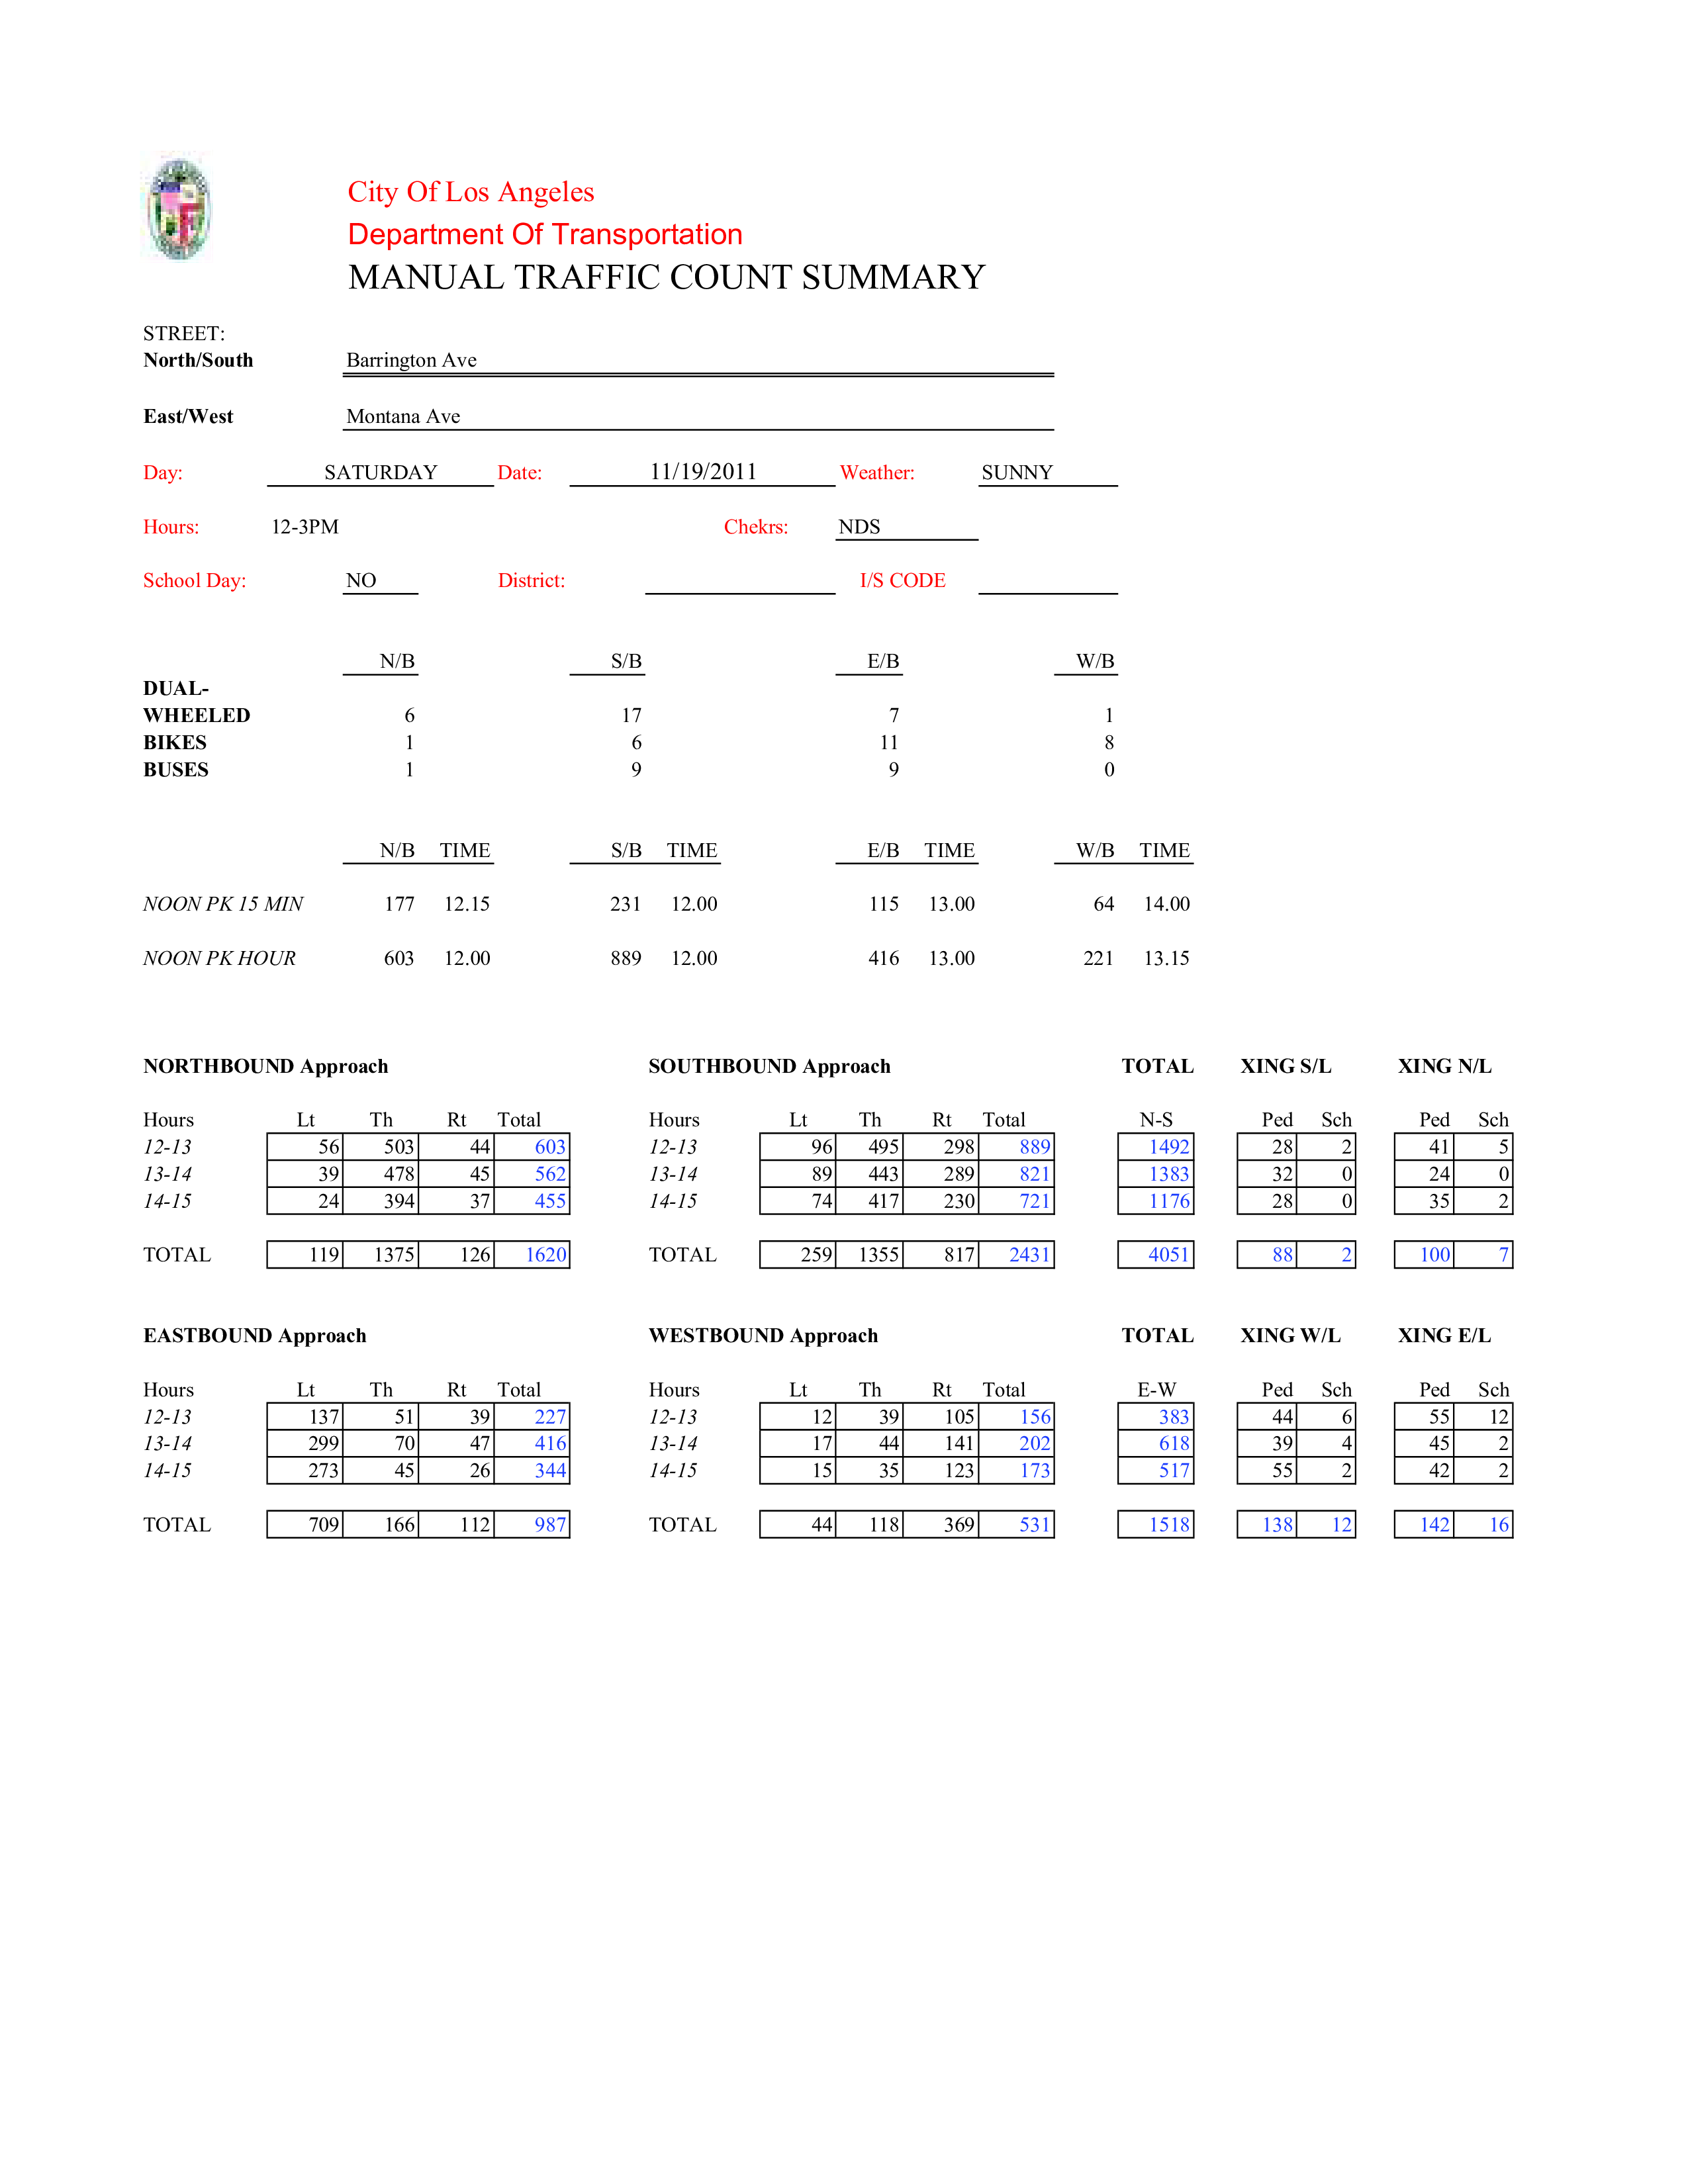 City Of Los Angeles
Department Of Transportation
MANUAL TRAFFIC COUNT SUMMARY
STREET:
North/South Barrington Ave
East/West Montana Ave
Day: SATURDAY Date: 11/19/2011 Weather: SUNNY
Hours: 12-3PM Chekrs: NDS
School Day: NO District: I/S CODE
N/B S/B E/B W/B
DUAL-
WHEELED 6 17 7 1
BIKES 1 6 11 8
BUSES 1 9 9 0
N/B TIME S/B TIME E/B TIME W/B TIME
NOON PK 15 MIN 177 12.15 231 12.00 115 13.00 64 14.00
NOON PK HOUR 603 12.00 889 12.00 416 13.00 221 13.15
NORTHBOUND Approach SOUTHBOUND Approach TOTAL XING S/L XING N/L
Hours Lt Th Rt Total Hours Lt Th Rt Total N-S Ped Sch Ped Sch
12-13 56 503 44 603 12-13 96 495 298 889 1492 28 2 41 5
13-14 39 478 45 562 13-14 89 443 289 821 1383 32 0 24 0
14-15 24 394 37 455 14-15 74 417 230 721 1176 28 0 35 2
TOTAL 119 1375 126 1620 TOTAL 259 1355 817 2431 4051 88 2 100 7
EASTBOUND Approach WESTBOUND Approach TOTAL XING W/L XING E/L
Hours Lt Th Rt Total Hours Lt Th Rt Total E-W Ped Sch Ped Sch
12-13 137 51 39 227 12-13 12 39 105 156 383 44 6 55 12
13-14 299 70 47 416 13-14 17 44 141 202 618 39 4 45 2
14-15 273 45 26 344 14-15 15 35 123 173 517 55 2 42 2
TOTAL 709 166 112 987 TOTAL 44 118 369 531 1518 138 12 142 16